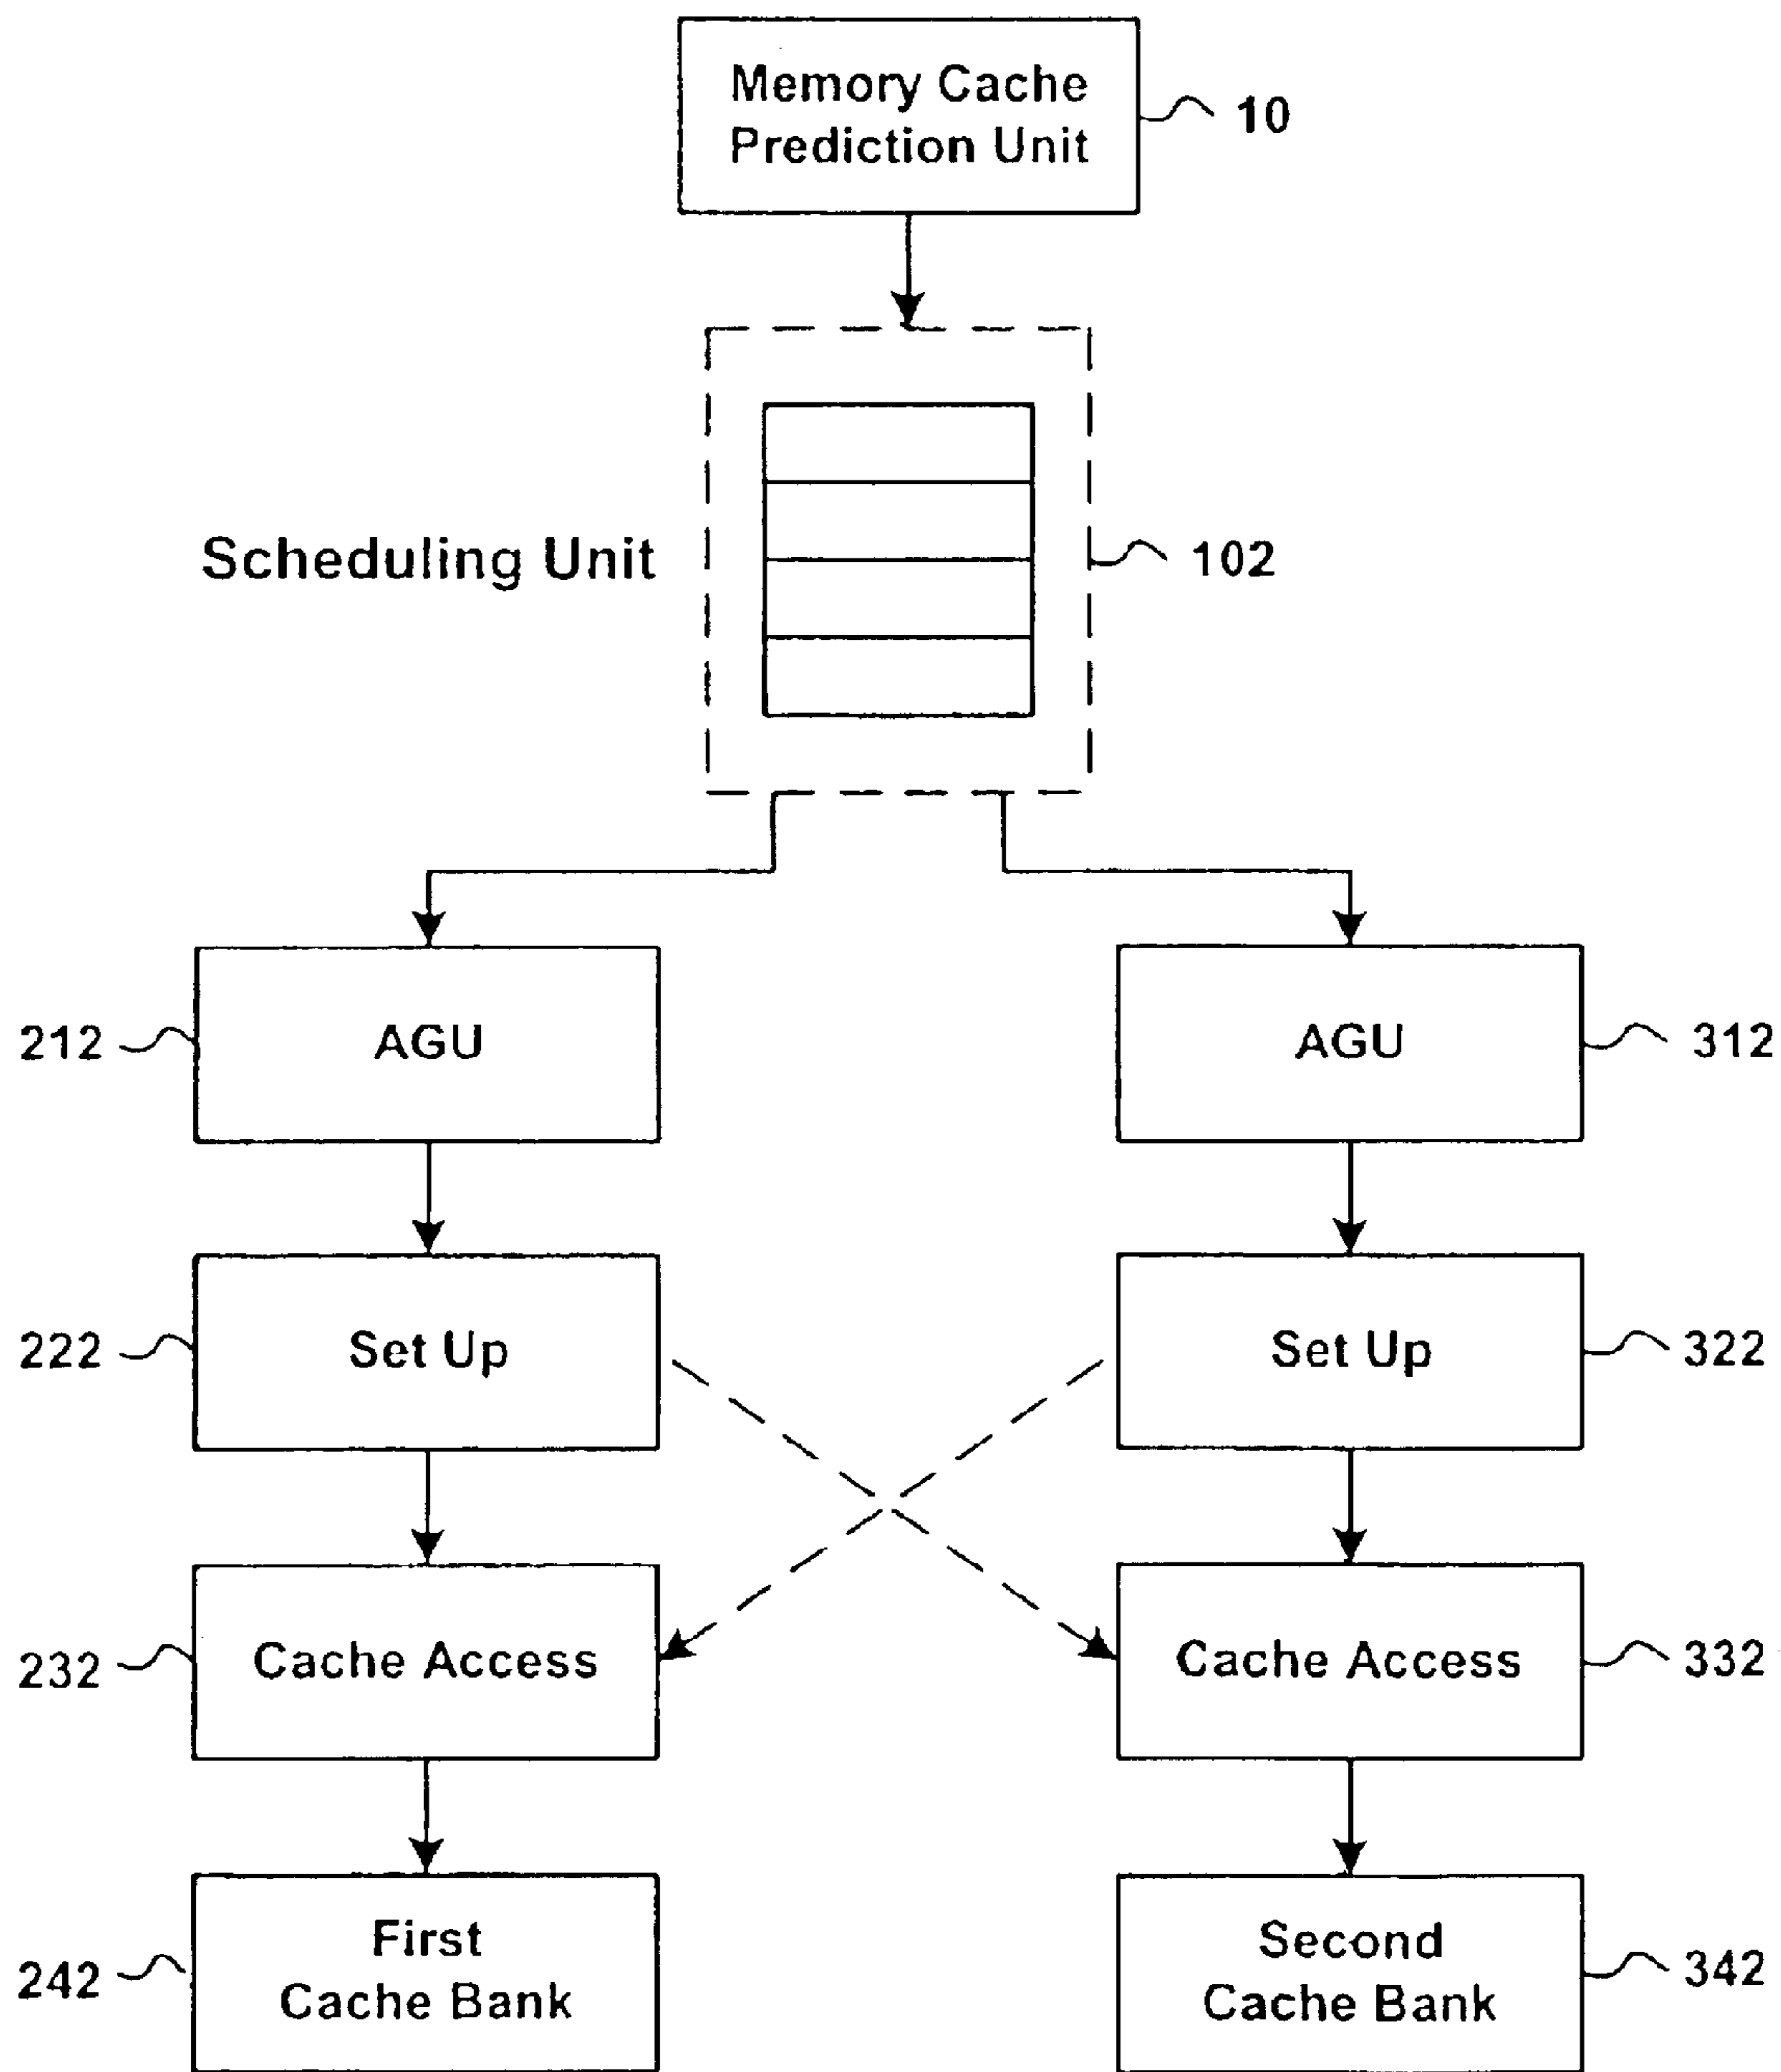 Memory Cache
Prediction Unit
10
Scheduling Unit
102
212
AGU
AGU
312
222
Set Up
Set Up
322
232
Cache Access
Cache Access
332
242
First
Cache Bank
Second
Cache Bank
342